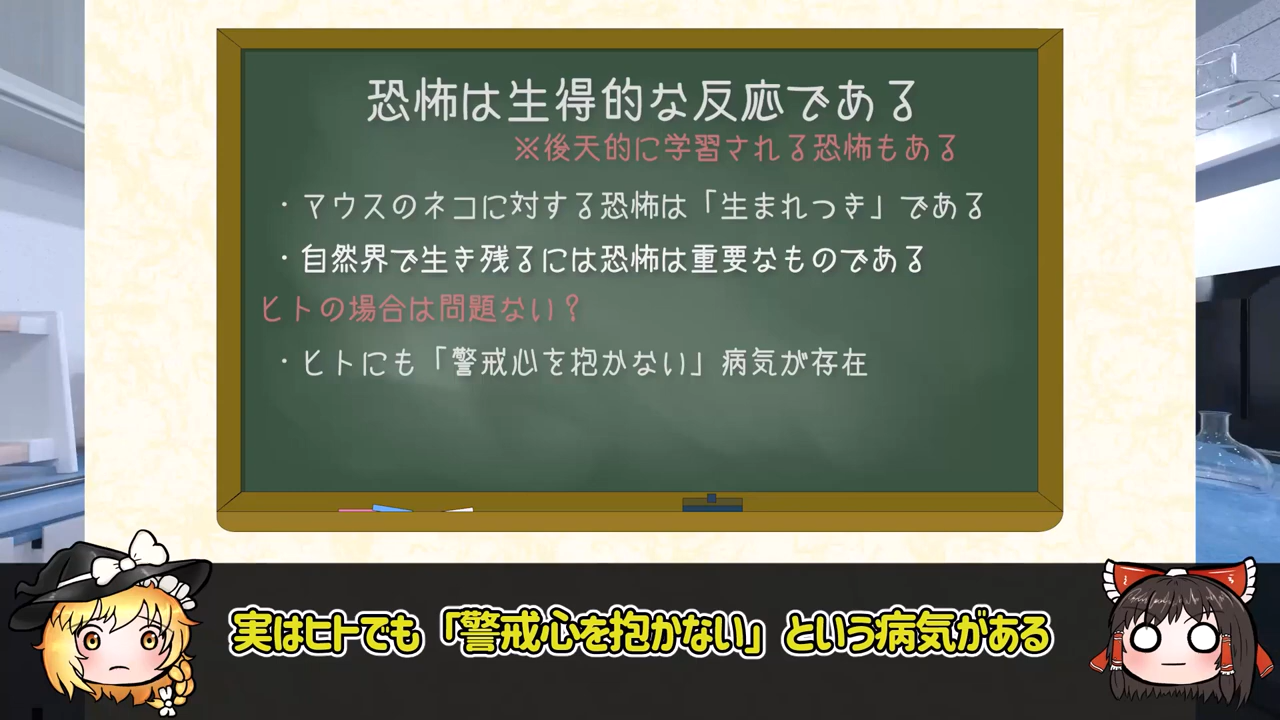 恐怖は生得的な反応である
※後天的に学習される恐怖もある
・マウスのネコに対する恐怖は「生まれつき」である
・自然界で生き残るには恐怖は重要なものである
ヒトの場合は問題ない？
・ヒトにも「警戒心を抱かない」病気が存在
実はヒトでも「警戒心を抱かない」という病気がある